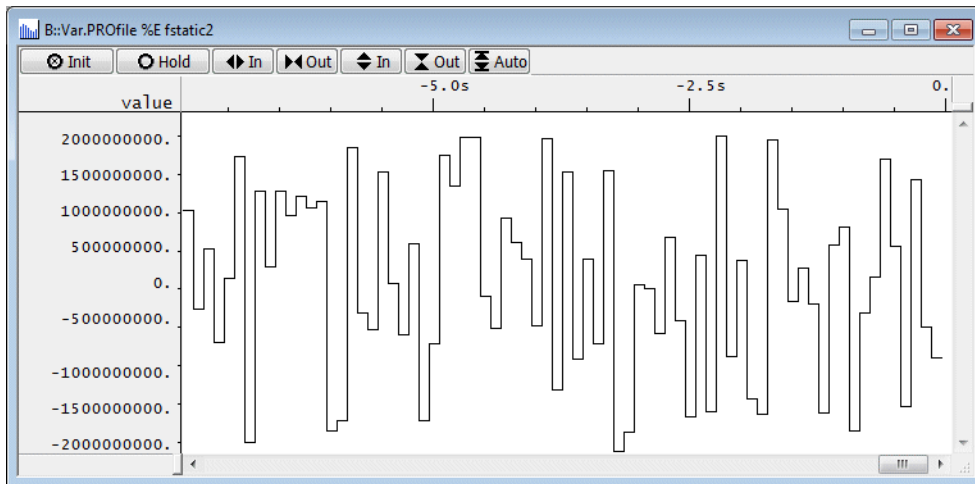 B::Var.PROfile %E fstatic2
Init Hold In Out In Out Auto
-5.0s -2.5s 0.
value
2000000000.
1500000000.
1000000000.
500000000.
0.
-500000000.
-1000000000.
-1500000000.
-2000000000.